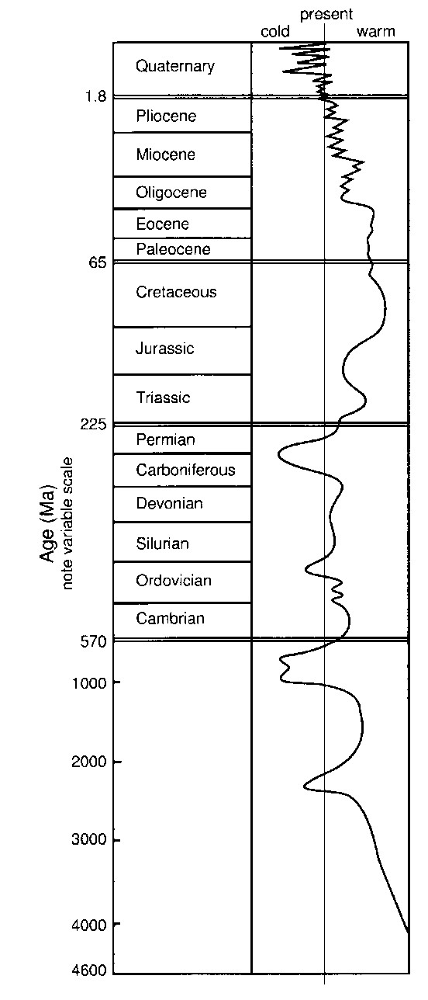 present
cold warm
Quaternary
1.8
Pliocene
Miocene
Oligocene
Eocene
Paleocene
65
Cretaceous
Jurassic
Triassic
225
Permian
Carboniferous
Devonian
Silurian
Ordovician
Cambrian
570
1000
2000
3000
4000
4600
Age (Ma)
note variable scale